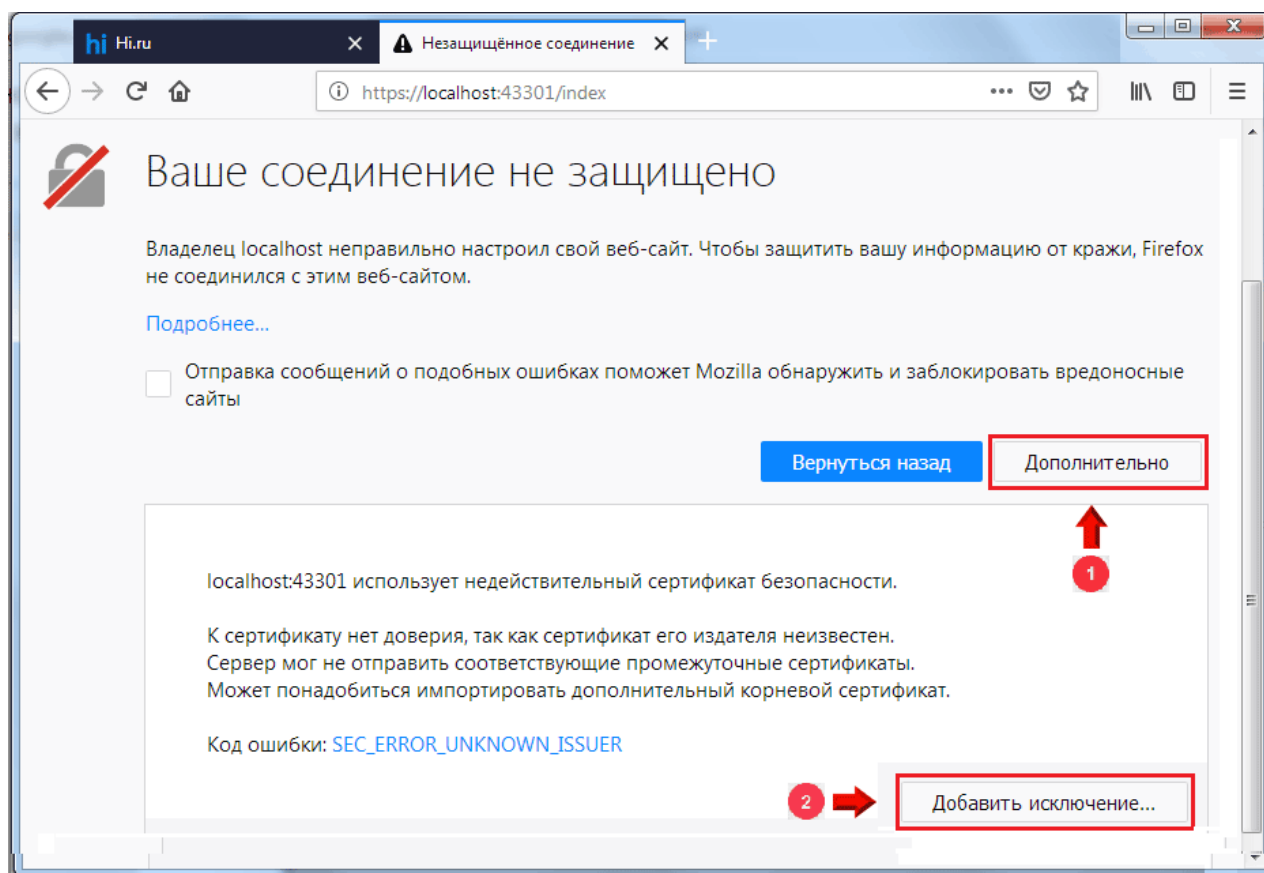 hi Hi.ru
Незащищённое соединение
https://localhost:43301/index
Ваше соединение не защищено
Владелец localhost неправильно настроил свой веб-сайт. Чтобы защитить вашу информацию от кражи, Firefox
не соединился с этим веб-сайтом.
Подробнее...
Отправка сообщений о подобных ошибках поможет Mozilla обнаружить и заблокировать вредоносные
сайты
Вернуться назад
Дополнительно
1
localhost:43301 использует недействительный сертификат безопасности.
К сертификату нет доверия, так как сертификат его издателя неизвестен.
Сервер мог не отправить соответствующие промежуточные сертификаты.
Может понадобиться импортировать дополнительный корневой сертификат.
Код ошибки: SEC_ERROR_UNKNOWN_ISSUER
2
Добавить исключение...